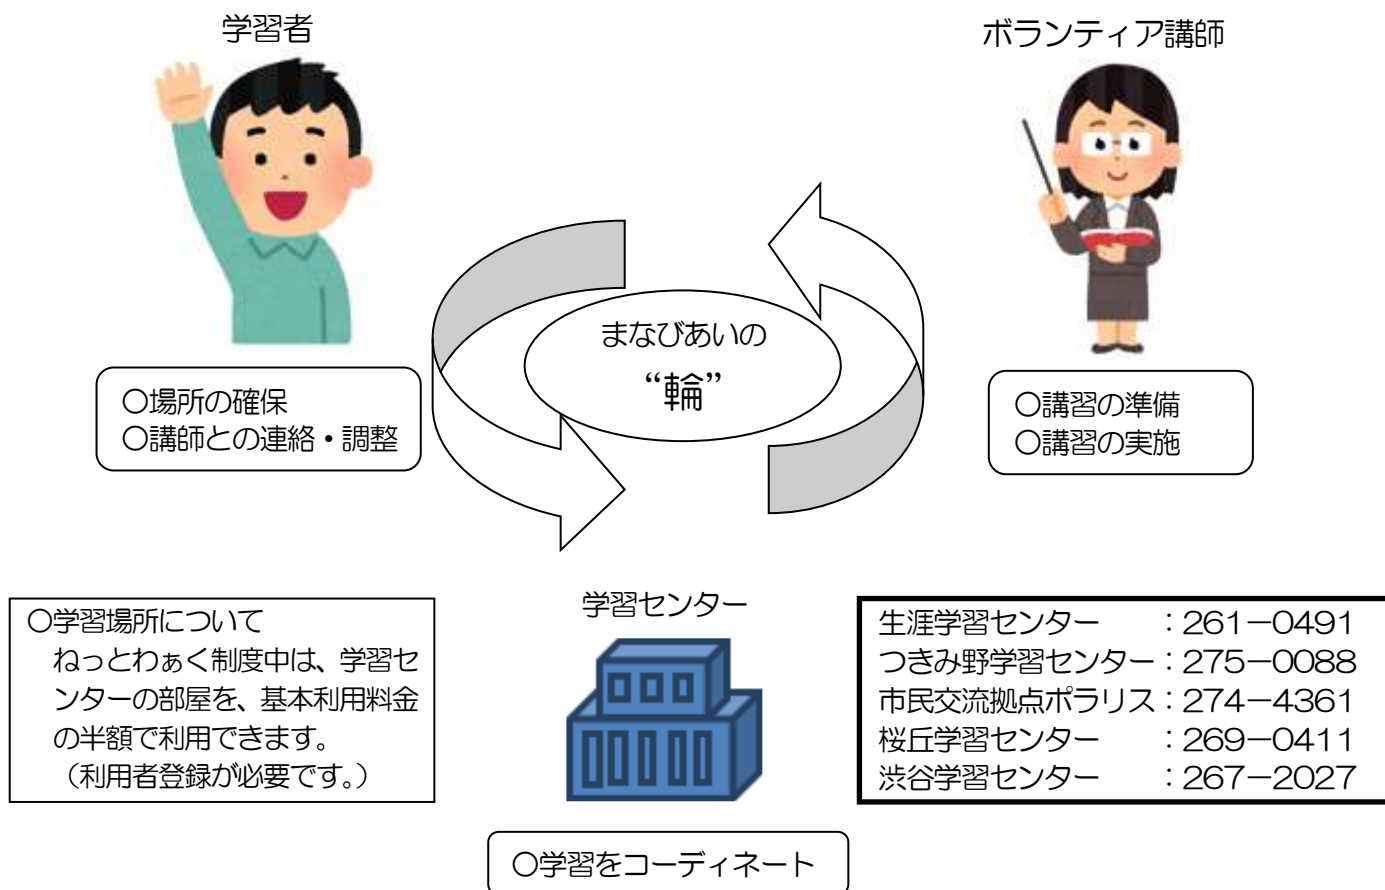 学習者
ボランティア講師
まなびあいの
“輪”
〇場所の確保
〇講師との連絡・調整
〇講習の準備
〇講習の実施
〇学習場所について
ねっとわぁく制度中は、学習セ
ンターの部屋を、基本利用料金
の半額で利用できます。
（利用者登録が必要です。）
学習センター
生涯学習センター　　：261－0491
つきみ野学習センター：275－0088
市民交流拠点ポラリス：274－4361
桜丘学習センター　　：269－0411
渋谷学習センター　　：267－2027
〇学習をコーディネート